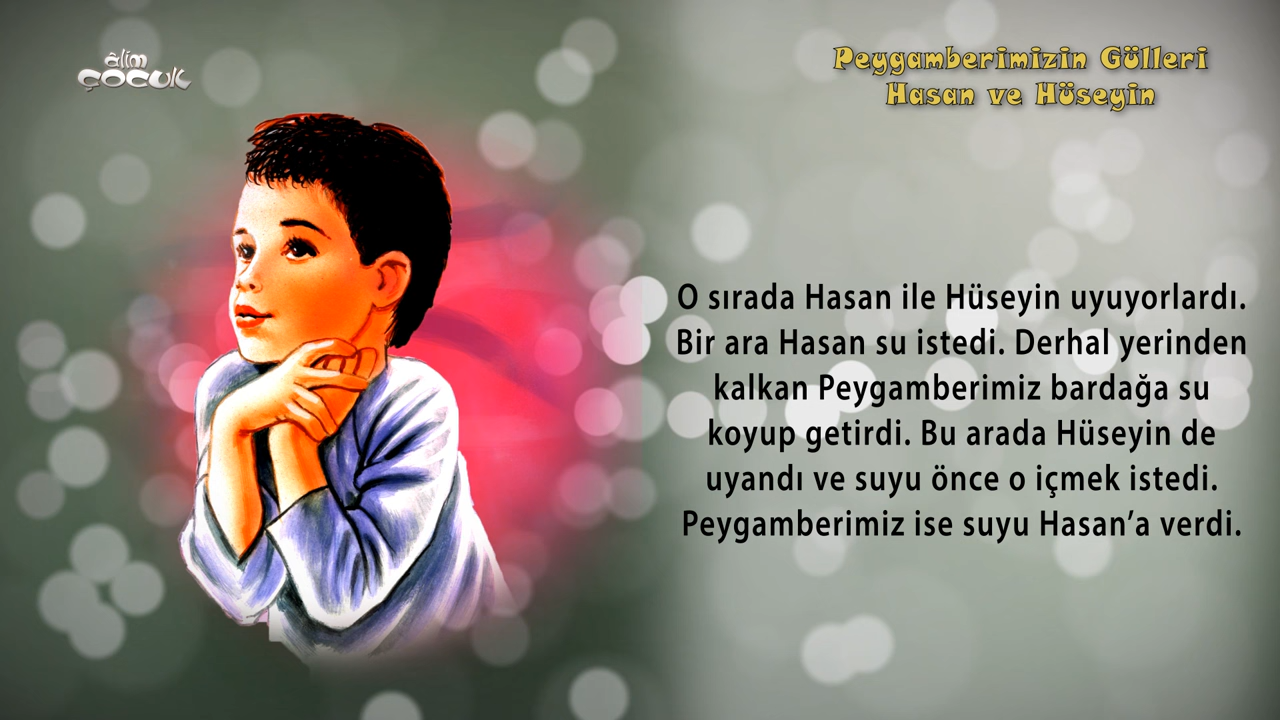 âlim
ÇOCUK
Peygamberimizin Gülleri
Hasan ve Hüseyin
O sırada Hasan ile Hüseyin uyuyorlardı.
Bir ara Hasan su istedi. Derhal yerinden
kalkan Peygamberimiz bardağa su
koyup getirdi. Bu arada Hüseyin de
uyandı ve suyu önce o içmek istedi.
Peygamberimiz ise suyu Hasan’a verdi.